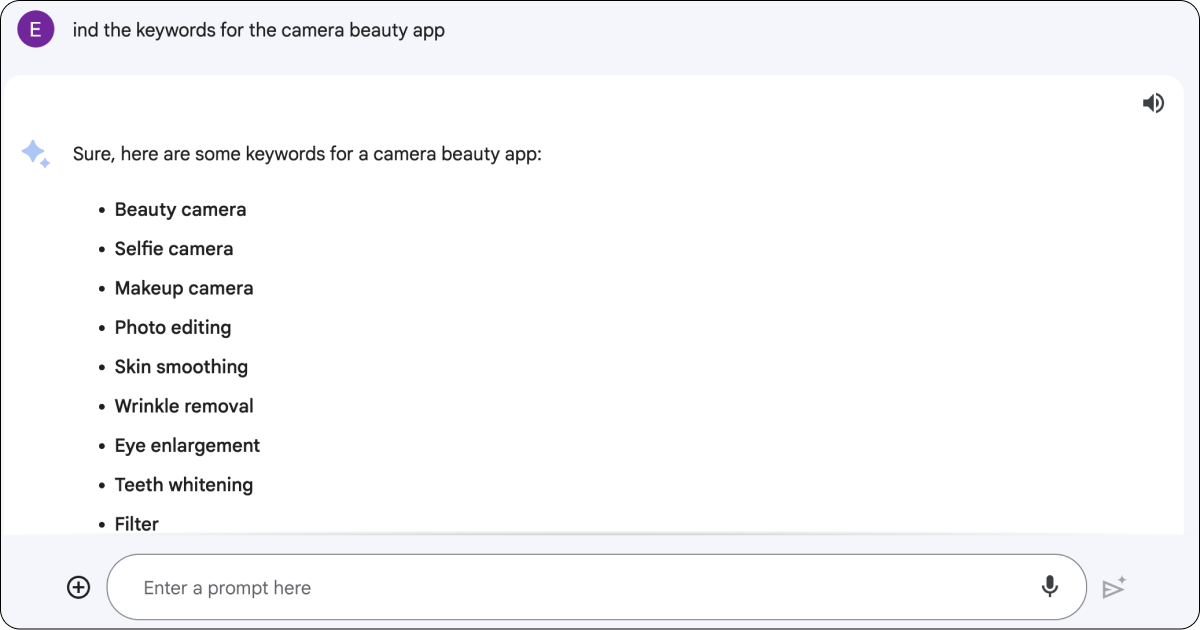 E
ind the keywords for the camera beauty app
Sure, here are some keywords for a camera beauty app:
• Beauty camera
• Selfie camera
• Makeup camera
• Photo editing
• Skin smoothing
• Wrinkle removal
• Eye enlargement
• Teeth whitening
• Filter
Enter a prompt here